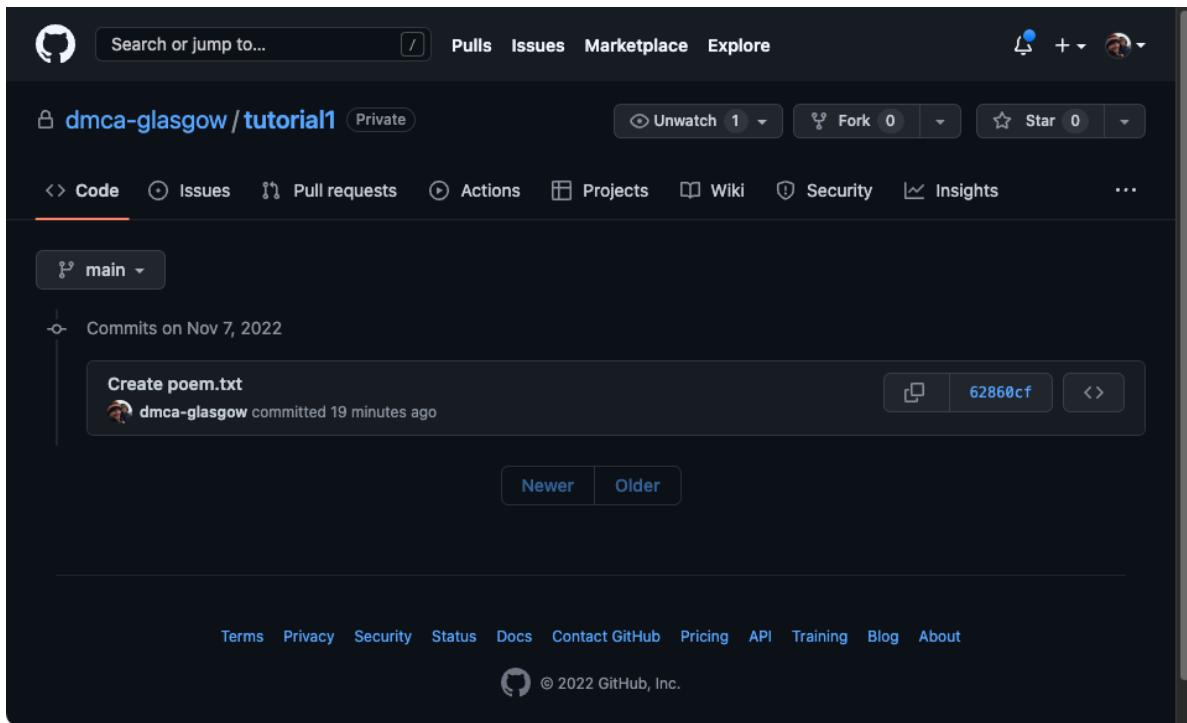 Search or jump to... / Pulls Issues Marketplace Explore
dmca-glasgow / tutorial1 Private Unwatch 1 Fork 0 Star 0
<> Code Issues Pull requests Actions Projects Wiki Security Insights ...
main
Commits on Nov 7, 2022
Create poem.txt
dmca-glasgow committed 19 minutes ago
62860cf <>
Newer Older
Terms Privacy Security Status Docs Contact GitHub Pricing API Training Blog About
© 2022 GitHub, Inc.